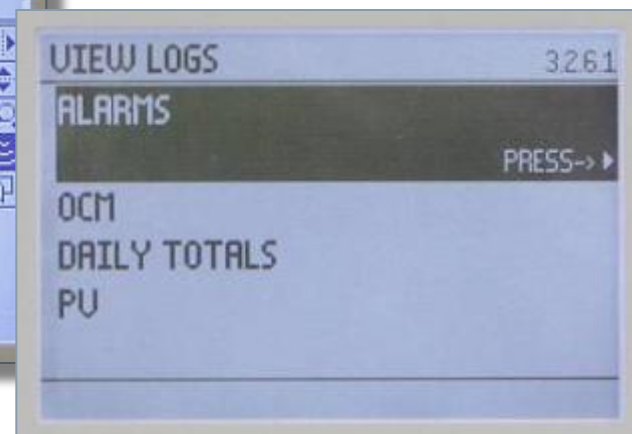 VIEW LOGS 3.2.6.1
ALARMS
PRESS->
OCM
DAILY TOTALS
PV